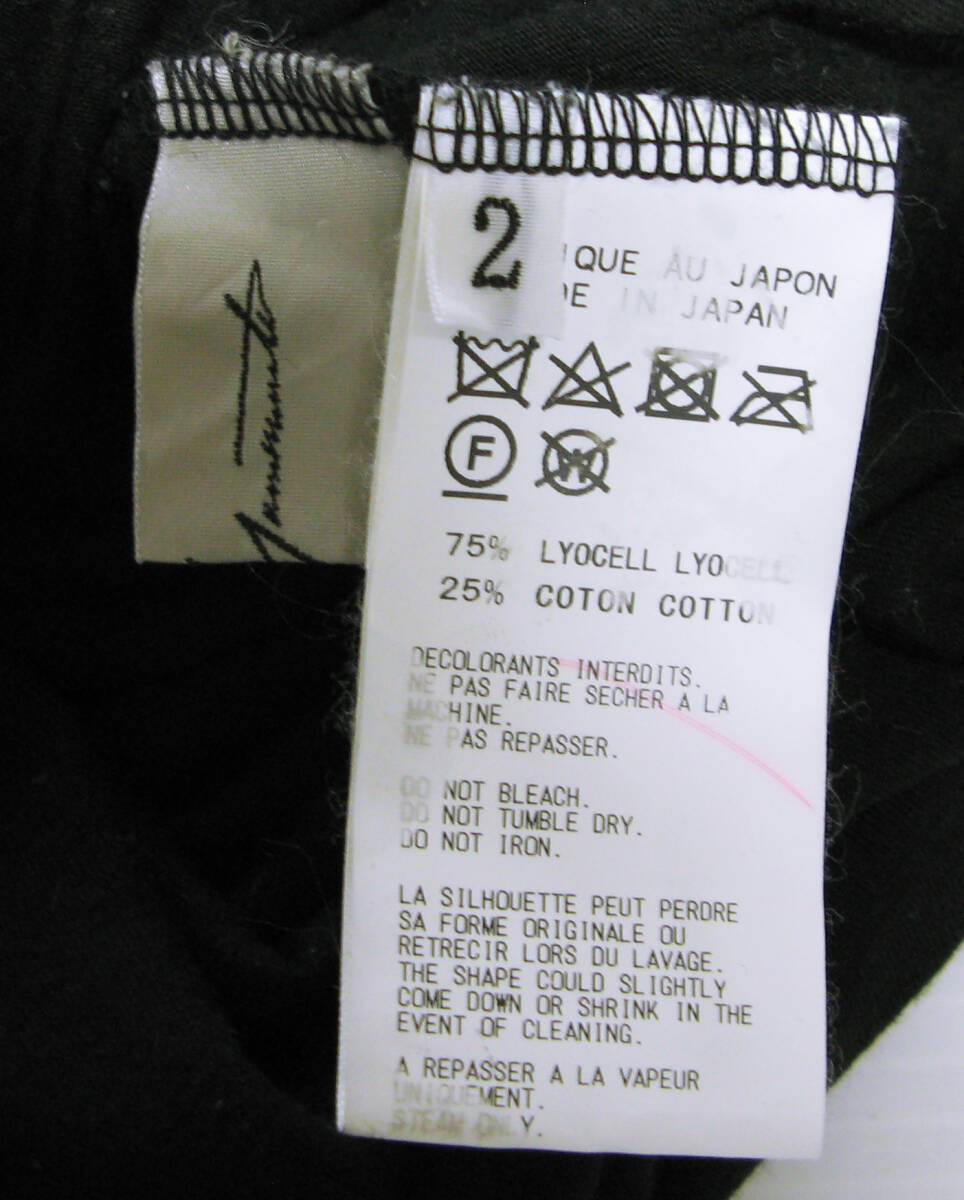 2
IQUE AU JAPON
DE IN JAPAN
F
W
75% LYOCELL LYOCELL
25% COTON COTTON
DECOLORANTS INTERDITS.
NE PAS FAIRE SECHER A LA
MACHINE.
NE PAS REPASSER.
DO NOT BLEACH.
DO NOT TUMBLE DRY.
DO NOT IRON.
LA SILHOUETTE PEUT PERDRE
SA FORME ORIGINALE OU
RETRECIR LORS DU LAVAGE.
THE SHAPE COULD SLIGHTLY
COME DOWN OR SHRINK IN THE
EVENT OF CLEANING.
A REPASSER A LA VAPEUR
UNIQUEMENT.
STEAM ONLY.